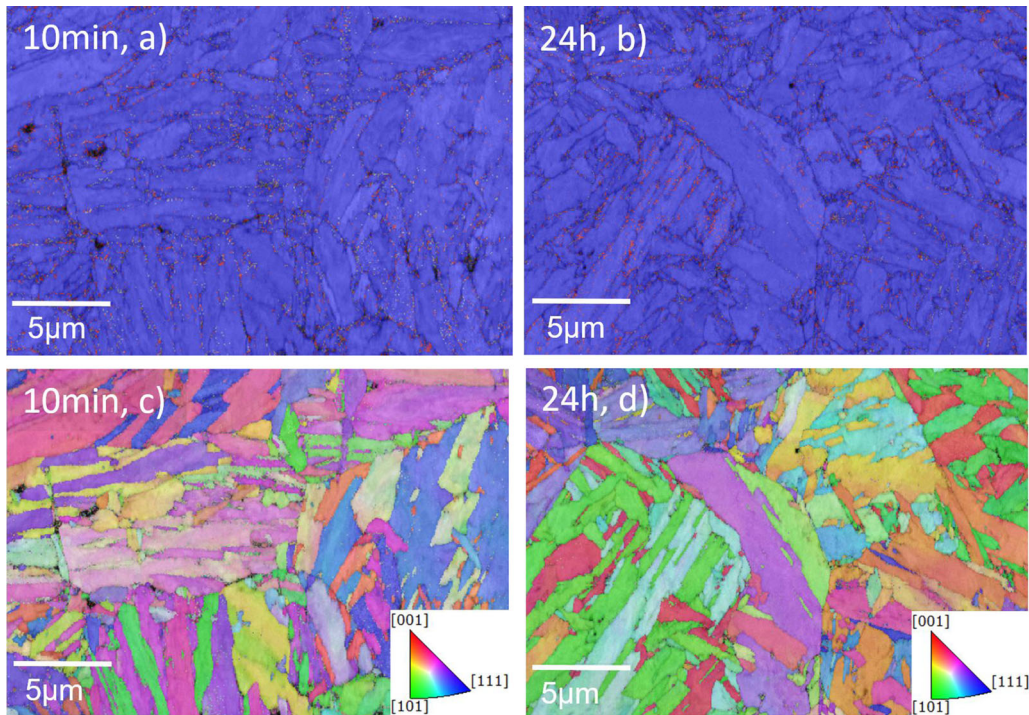 10min, a)
24h, b)
5µm
5µm
10min, c)
24h, d)
[001]
[111]
[101]
5µm
[001]
[111]
[101]
5µm